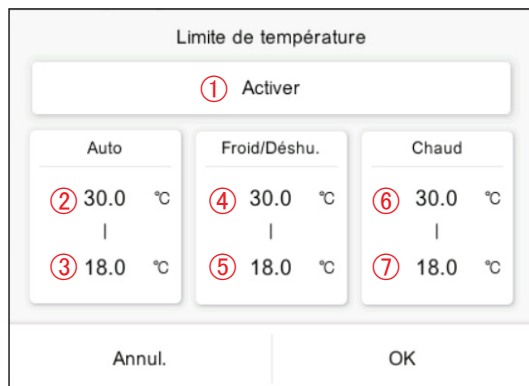 Limite de température
① Activer
Auto Froid/Déshu. Chaud
② 30.0 °C ④ 30.0 °C ⑥ 30.0 °C
| | |
③ 18.0 °C ⑤ 18.0 °C ⑦ 18.0 °C
Annul. OK